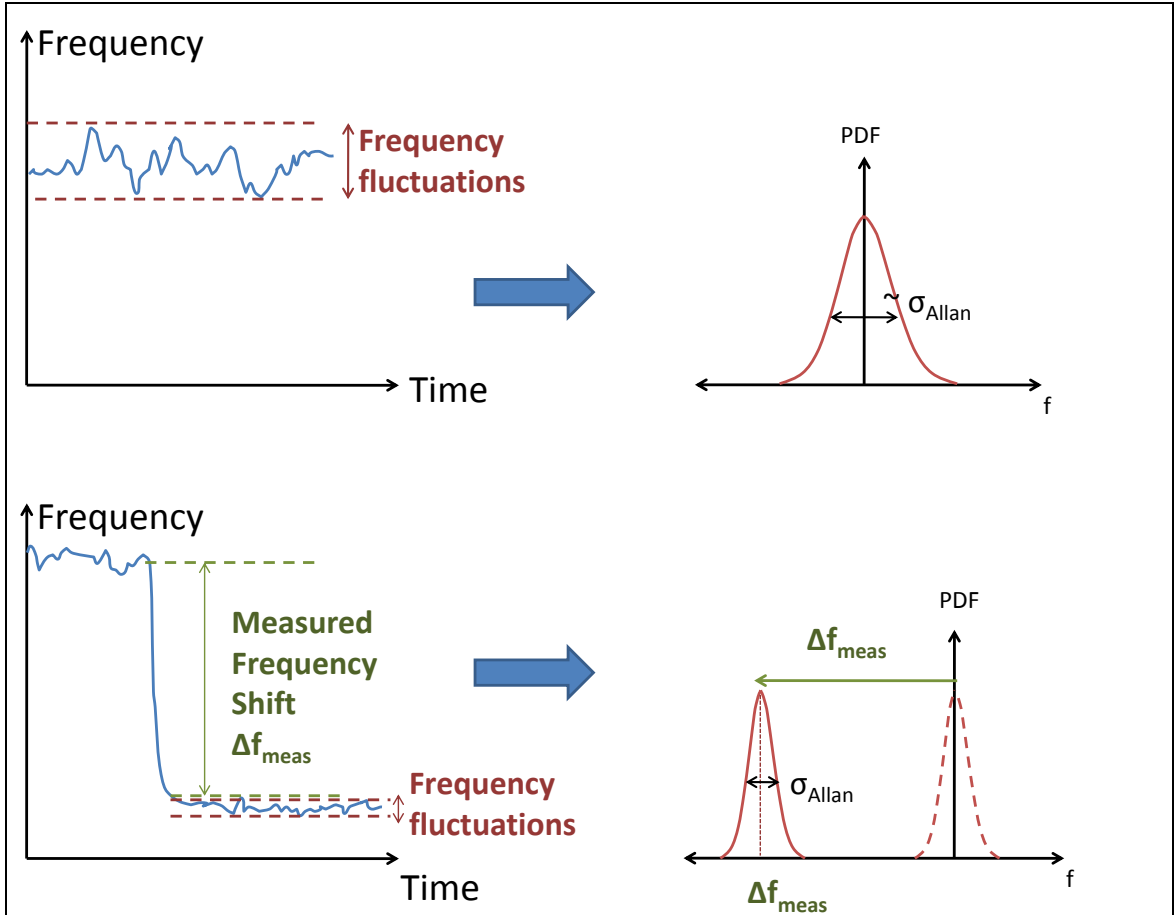 Frequency
Frequency
fluctuations
Time
PDF
~ σAllan
f
Frequency
Measured
Frequency
Shift
Δfmeas
Frequency
fluctuations
Time
PDF
Δfmeas
σAllan
f
Δfmeas